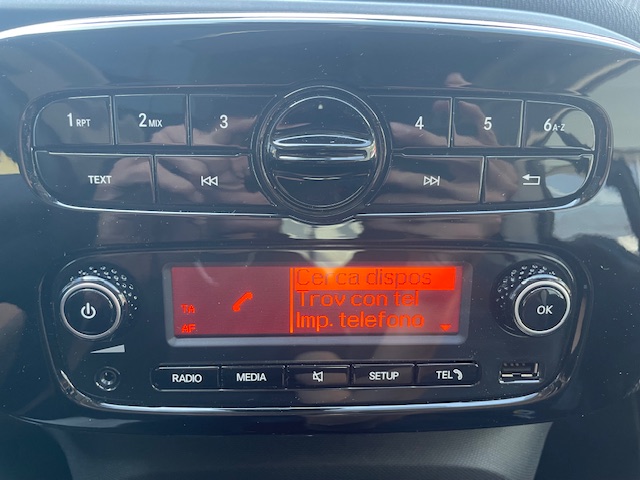 1 RPT 2 MIX 3 4 5 6 A-Z
TEXT
Cerca dispos
Trov con tel
Imp. telefono
TA
AF
OK
RADIO MEDIA SETUP TEL